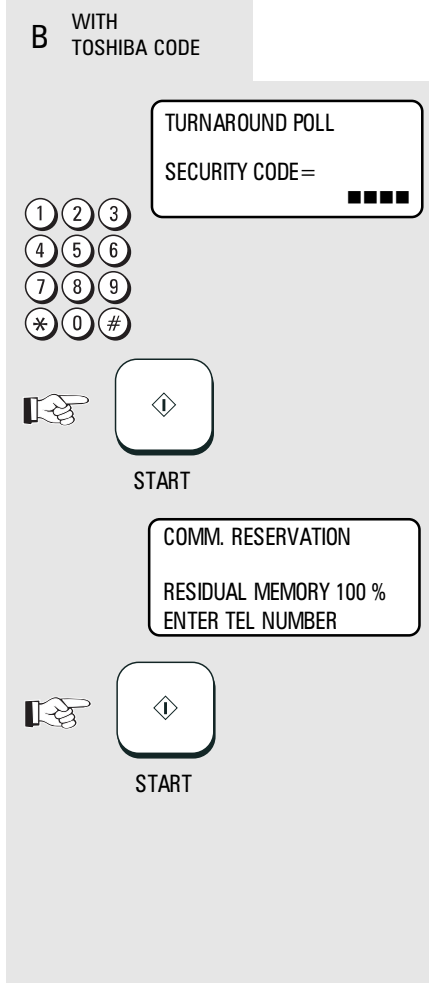 B WITH
TOSHIBA CODE
TURNAROUND POLL
SECURITY CODE=
■■■■
1 2 3
4 5 6
7 8 9
* 0 #
START
COMM. RESERVATION
RESIDUAL MEMORY 100 %
ENTER TEL NUMBER
START